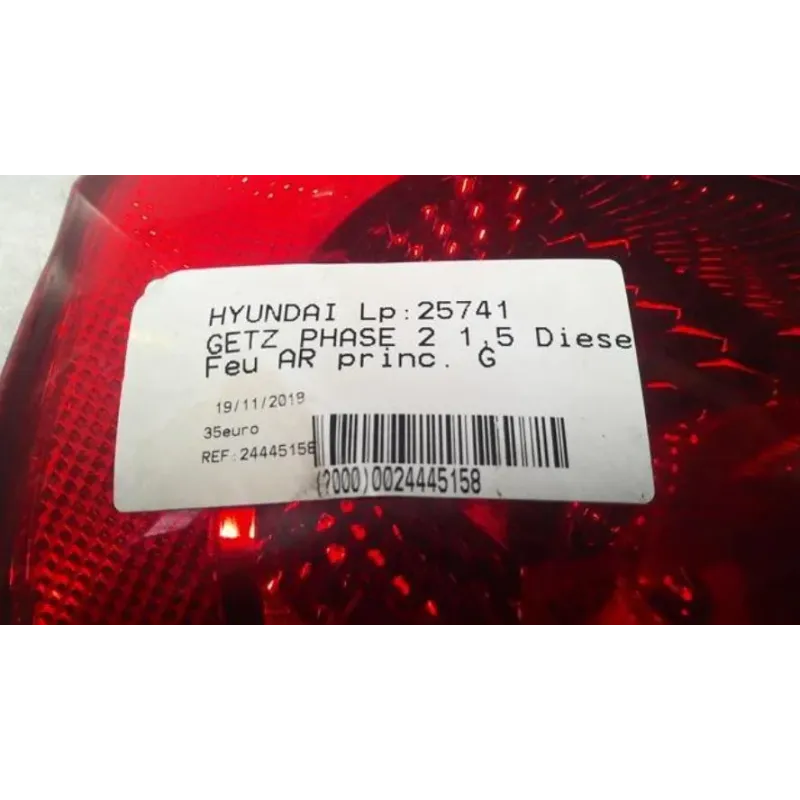 HYUNDAI Lp:25741
GETZ PHASE 2 1,5 Diese
Feu AR princ. G
19/11/2019
35euro
REF:24445158
(?000)0024445158